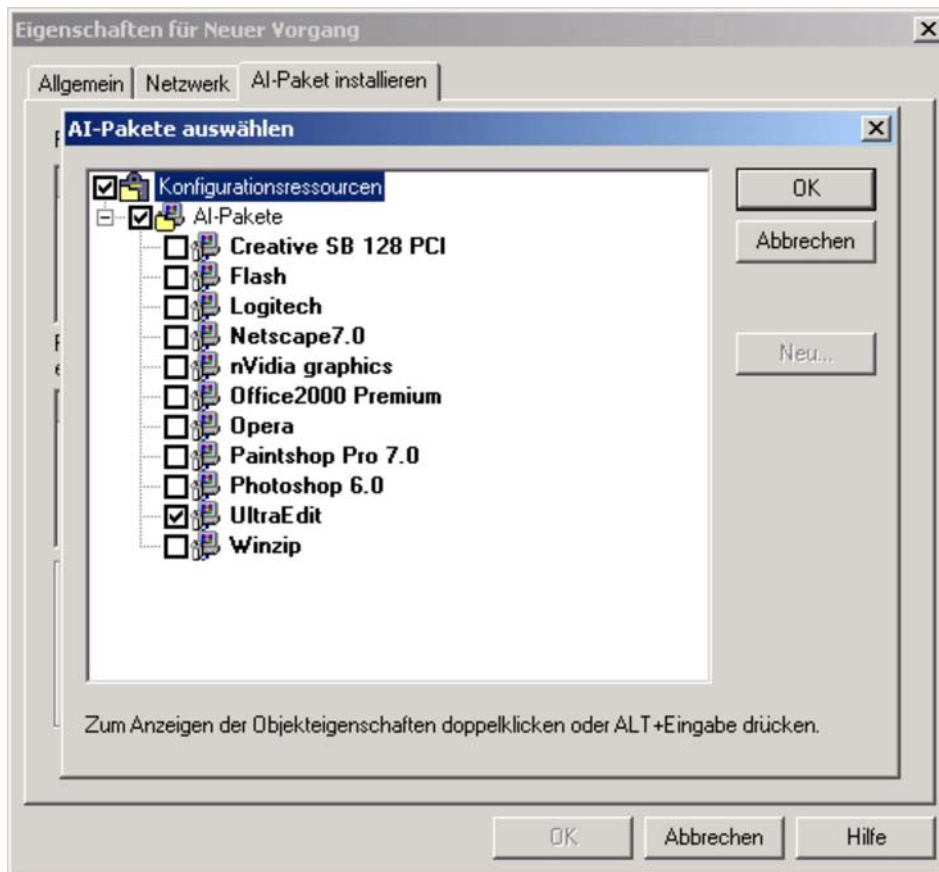 Eigenschaften für Neuer Vorgang
Allgemein Netzwerk AI-Paket installieren
AI-Pakete auswählen
Konfigurationsressourcen
AI-Pakete
Creative SB 128 PCI
Flash
Logitech
Netscape7.0
nVidia graphics
Office2000 Premium
Opera
Paintshop Pro 7.0
Photoshop 6.0
UltraEdit
Winzip
OK
Abbrechen
Neu...
Zum Anzeigen der Objekteigenschaften doppelklicken oder ALT+Eingabe drücken.
OK Abbrechen Hilfe